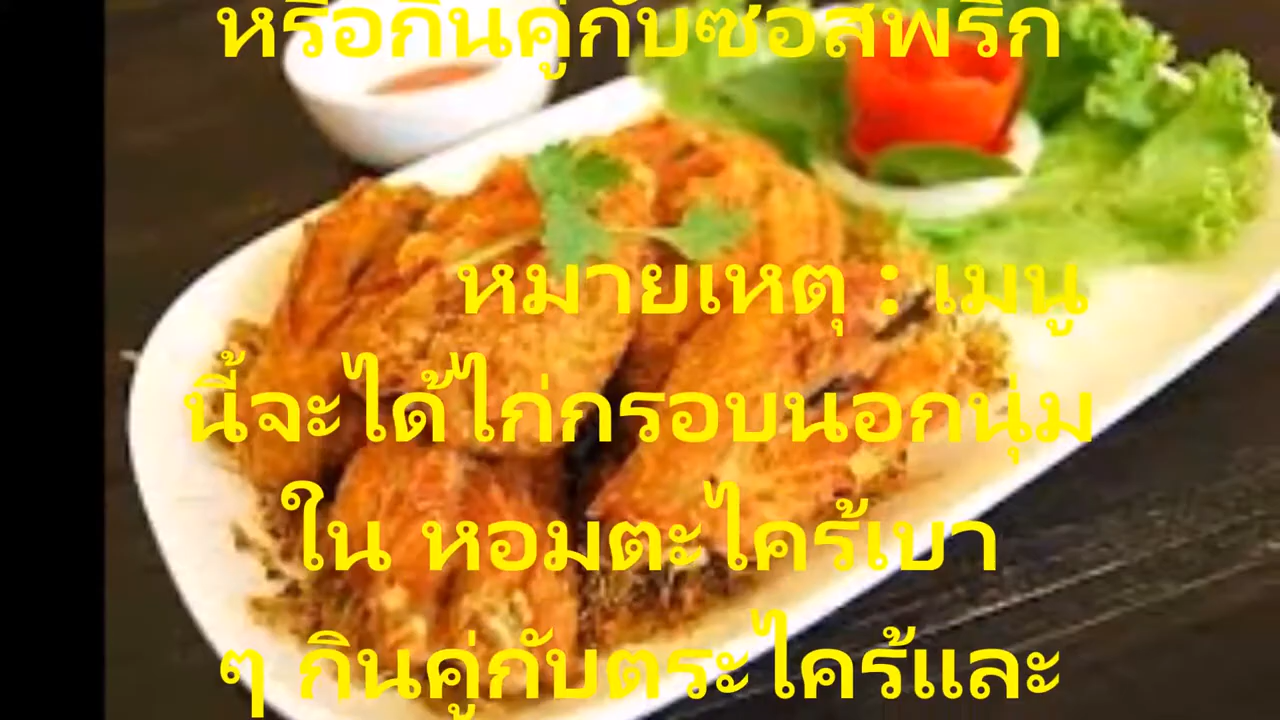 หรือกินคู่กับซอสพริก
หมายเหตุ : เมนู
นี้จะได้ไก่กรอบนอกนุ่ม
ใน หอมตะไคร้เบา
ๆ กินคู่กับตระไคร้และ